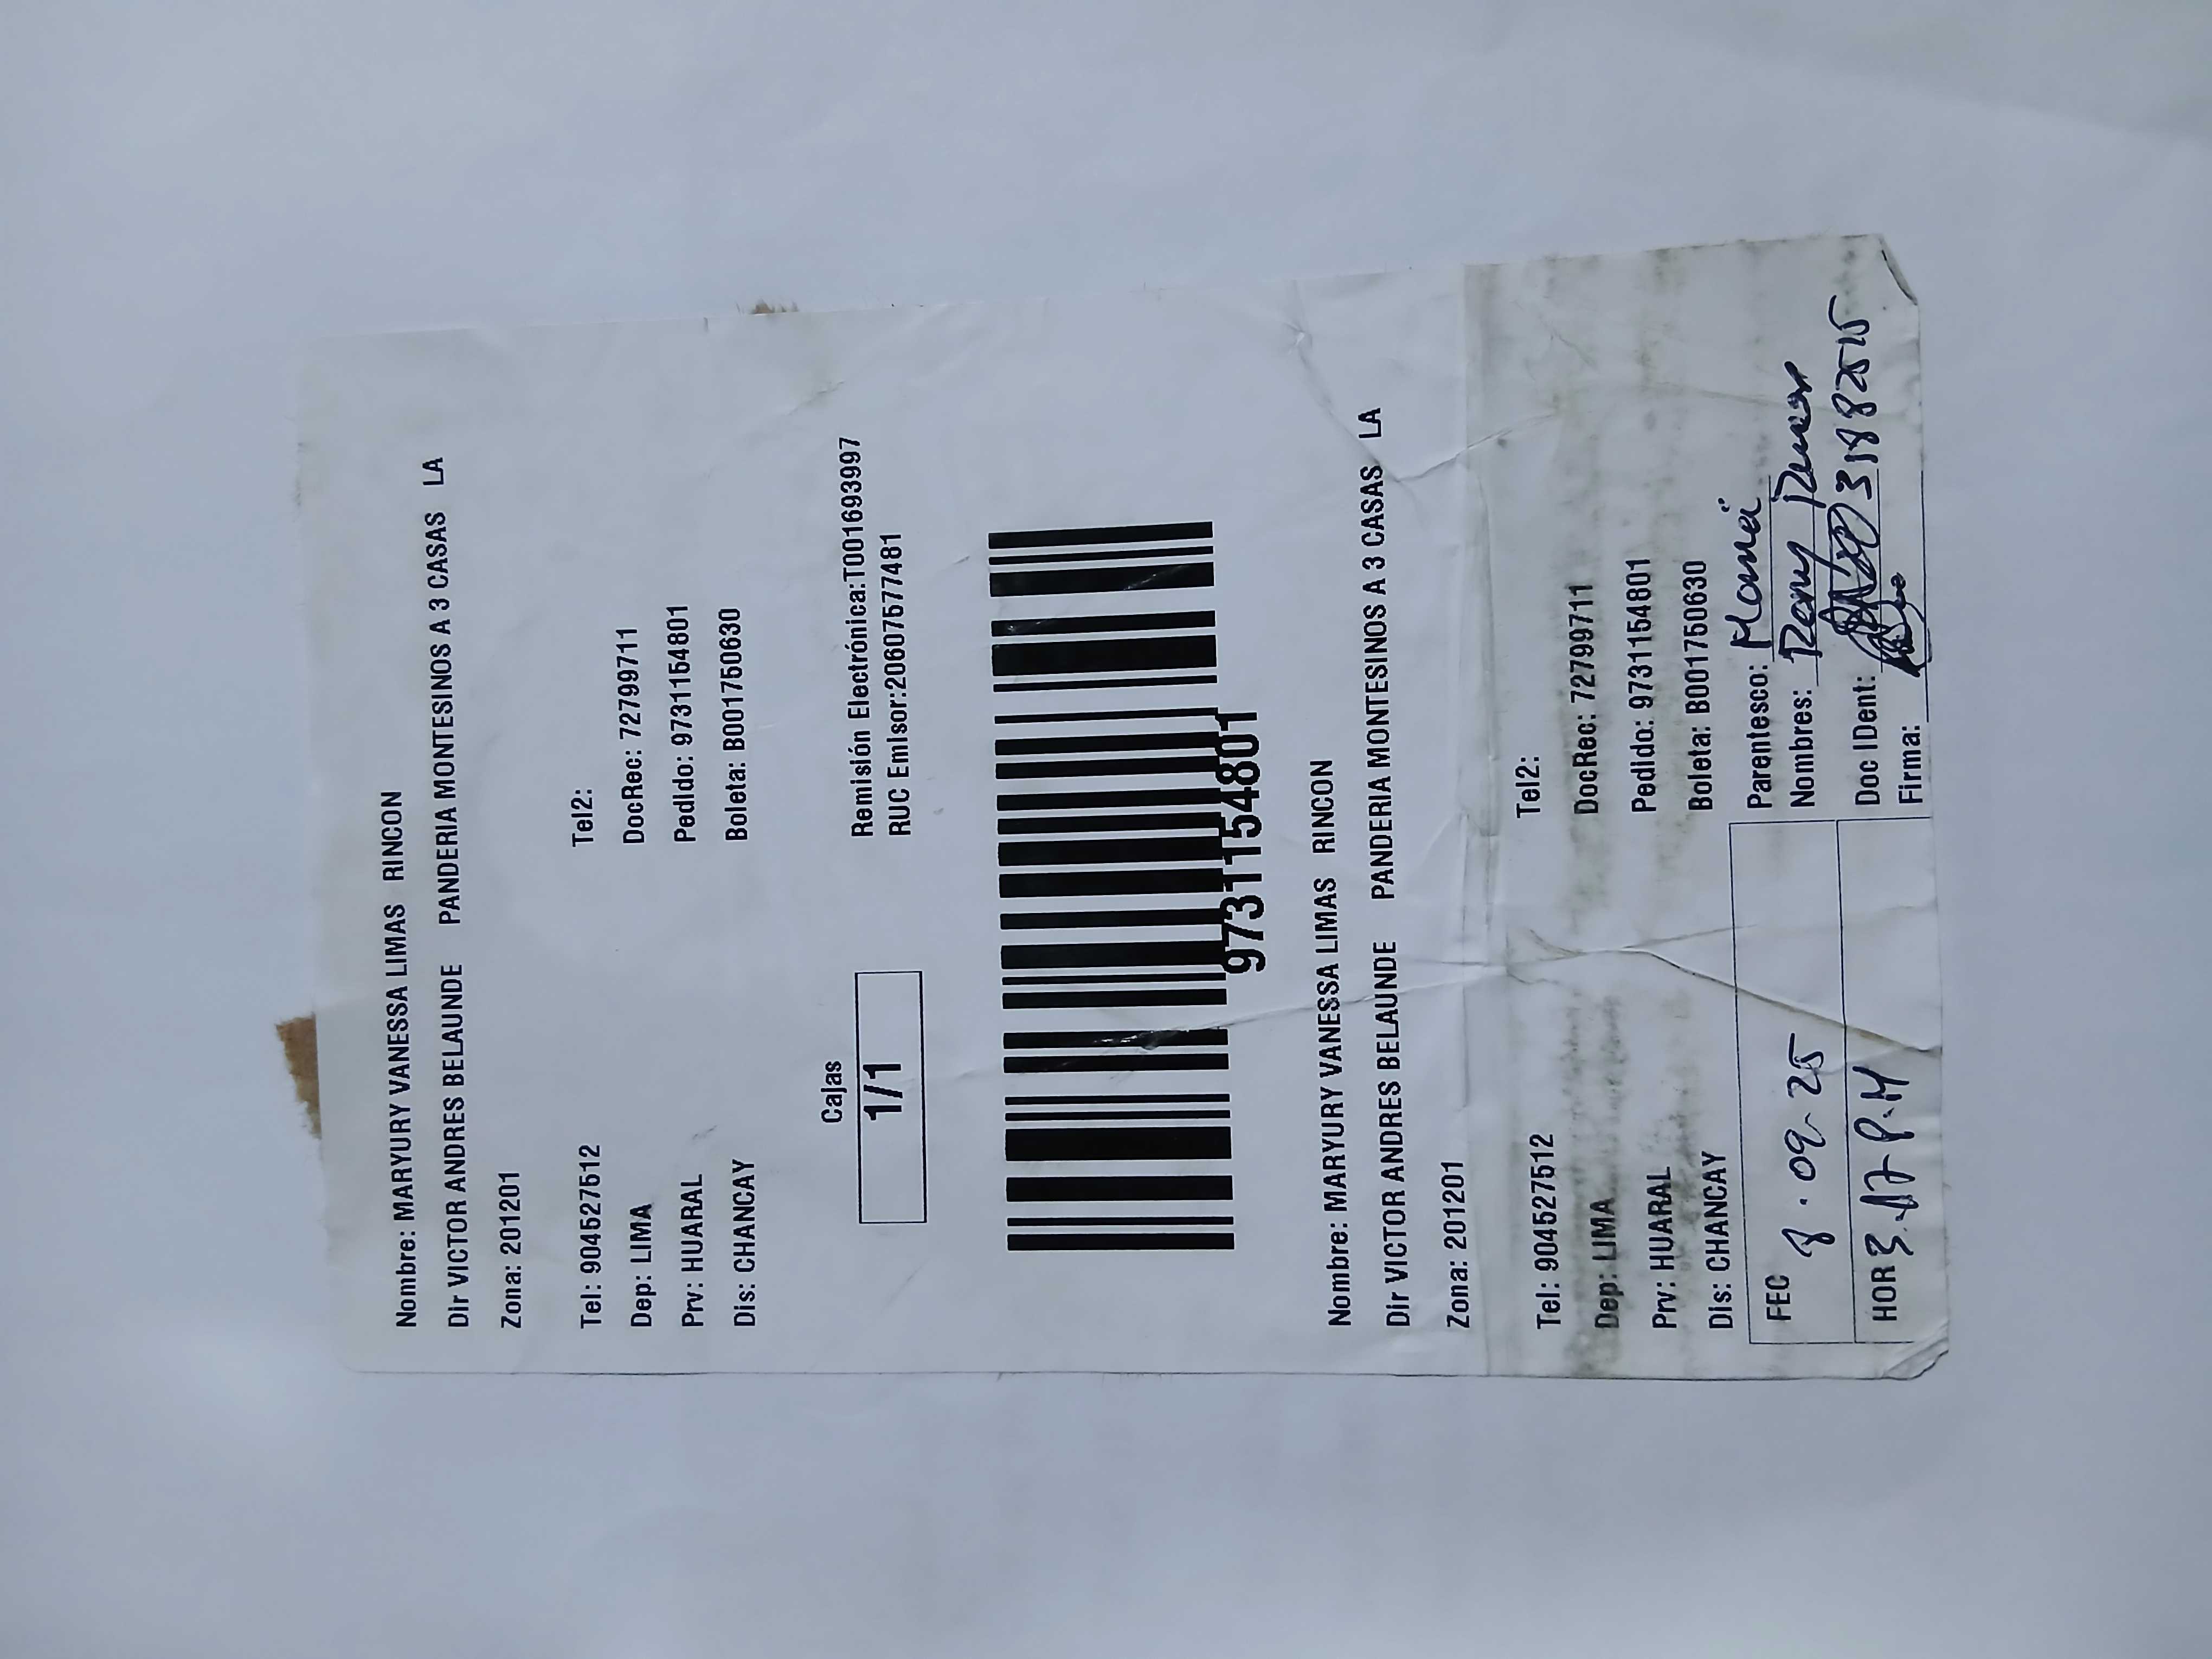 Nombre: MARYURY VANESSA LIMAS RINCON
Dir VICTOR ANDRES BELAUNDE PANDERIA MONTESINOS A 3 CASAS LA
Zona: 201201
Tel: 904527512 Tel2:
Dep: LIMA DocRec: 72799711
Prv: HUARAL Pedido: 9731154801
Dis: CHANCAY Boleta: B001750630
Cajas
1/1
Remisión Electrónica:T001693997
RUC Emisor:20607577481
9731154801
Nombre: MARYURY VANESSA LIMAS RINCON
Dir VICTOR ANDRES BELAUNDE PANDERIA MONTESINOS A 3 CASAS LA
Zona: 201201
Tel: 904527512 Tel2:
Dep: LIMA DocRec: 72799711
Prv: HUARAL Pedido: 9731154801
Dis: CHANCAY Boleta: B001750630
FEC 8.09.25 Parentesco: Mamá
Nombres:
HOR P.M Doc IDent:
Firma: